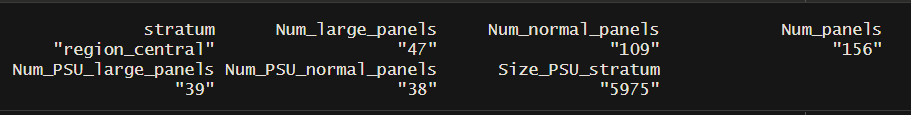 stratum Num_large_panels Num_normal_panels Num_panels
"region_central" "47" "109" "156"
Num_PSU_large_panels Num_PSU_normal_panels Size_PSU_stratum
"39" "38" "5975"